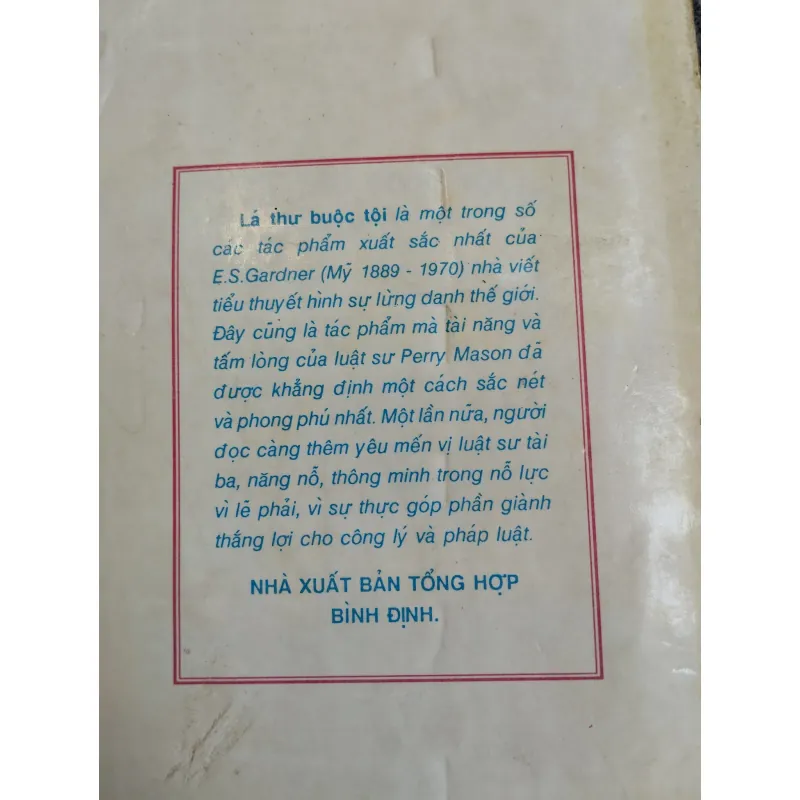 Lá thư buộc tội là một trong số
các tác phẩm xuất sắc nhất của
E.S.Gardner (Mỹ 1889 - 1970) nhà viết
tiểu thuyết hình sự lừng danh thế giới.
Đây cũng là tác phẩm mà tài năng và
tấm lòng của luật sư Perry Mason đã
được khẳng định một cách sắc nét
và phong phú nhất. Một lần nữa, người
đọc càng thêm yêu mến vị luật sư tài
ba, năng nỗ, thông minh trong nỗ lực
vì lẽ phải, vì sự thực góp phần giành
thắng lợi cho công lý và pháp luật.
NHÀ XUẤT BẢN TỔNG HỢP
BÌNH ĐỊNH.